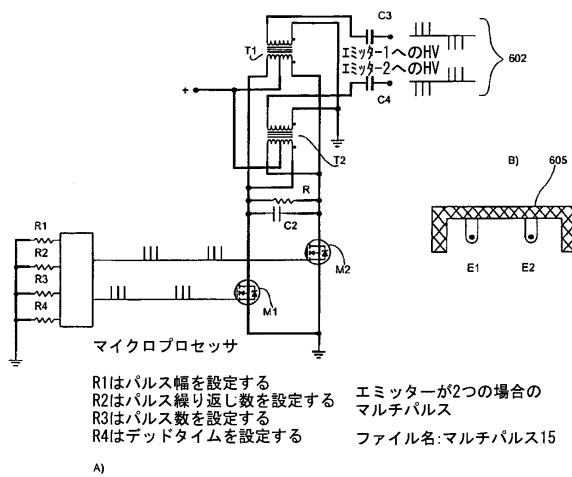 C3
T1
エミッター1へのHV
エミッター2へのHV
602
C4
+
T2
B)
605
R
C2
R1
R2
R3
R4
M2
M1
E1
E2
マイクロプロセッサ
R1はパルス幅を設定する
R2はパルス繰り返し数を設定する
R3はパルス数を設定する
R4はデッドタイムを設定する
エミッターが2つの場合の
マルチパルス
ファイル名:マルチパルス15
A)